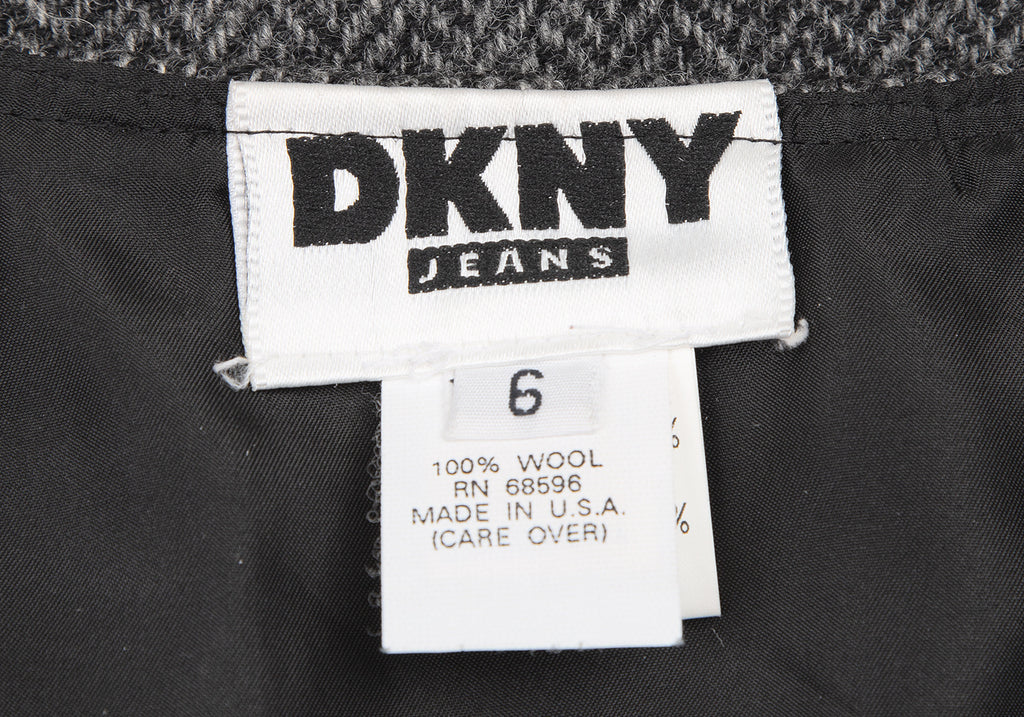 DKNY
JEANS
6
100% WOOL
RN 68596
MADE IN U.S.A.
(CARE OVER)
%
%